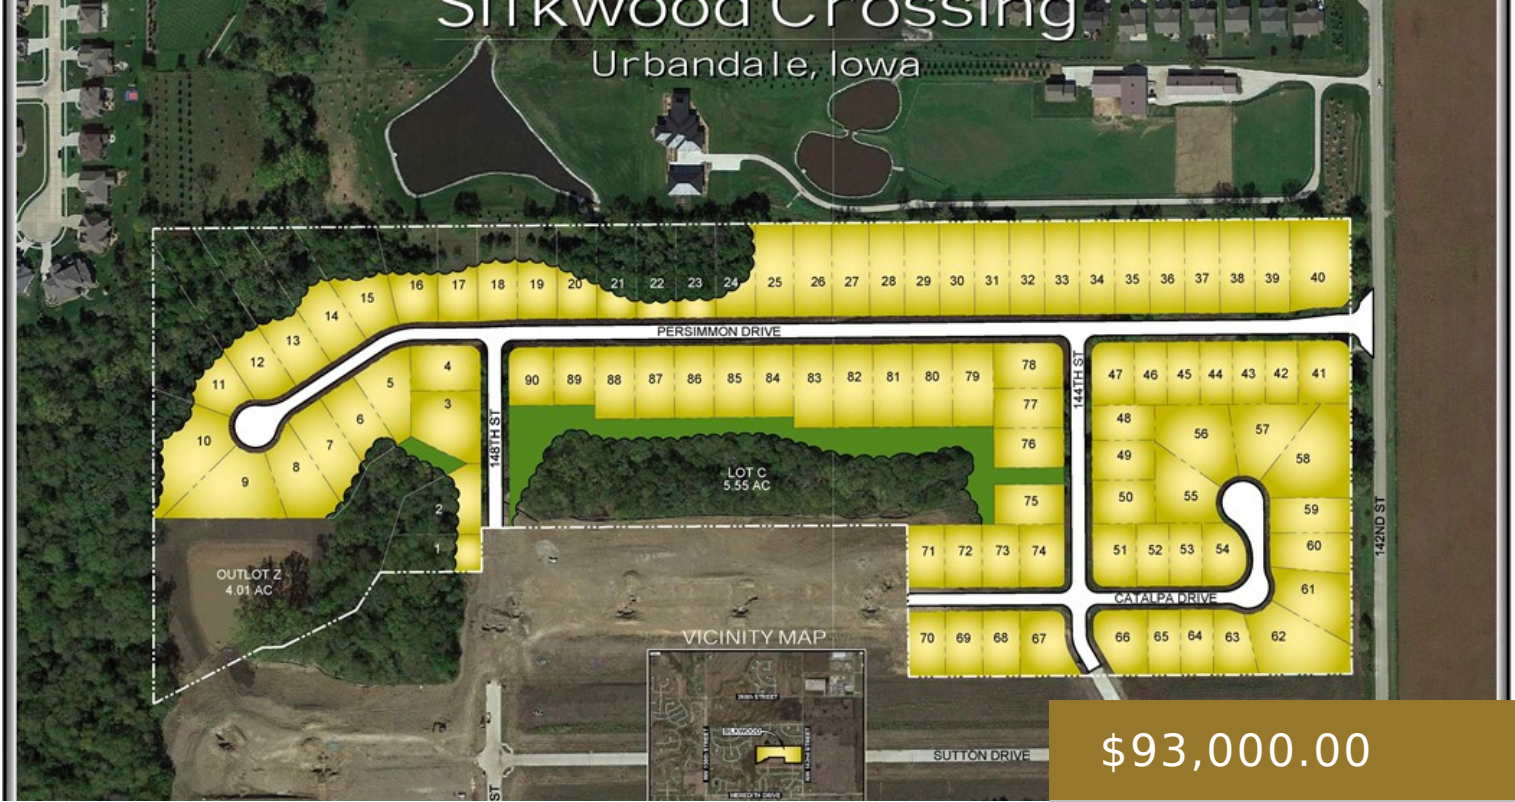 Silkwood Crossing
Urbandale, Iowa
PERSIMMON DRIVE
15 16 17 18 19 20 21 22 23 24 25 26 27 28 29 30 31 32 33 34 35 36 37 38 39 40
14
13
12
11
10
9
8
7
6
5
4
3
2
1
148TH ST
90 89 88 87 86 85 84 83 82 81 80 79
78
77
76
75
LOT C
5.55 AC
144TH ST
47 46 45 44 43 42 41
48
49
50
56
57
58
55
59
60
61
62
51 52 53 54
142ND ST
71 72 73 74
CATALPA DRIVE
70 69 68 67
66 65 64 63
OUTLOT Z
4.01 AC
VICINITY MAP
SILKWOOD
MEREDITH DRIVE
SUTTON DRIVE
ST
$93,000.00